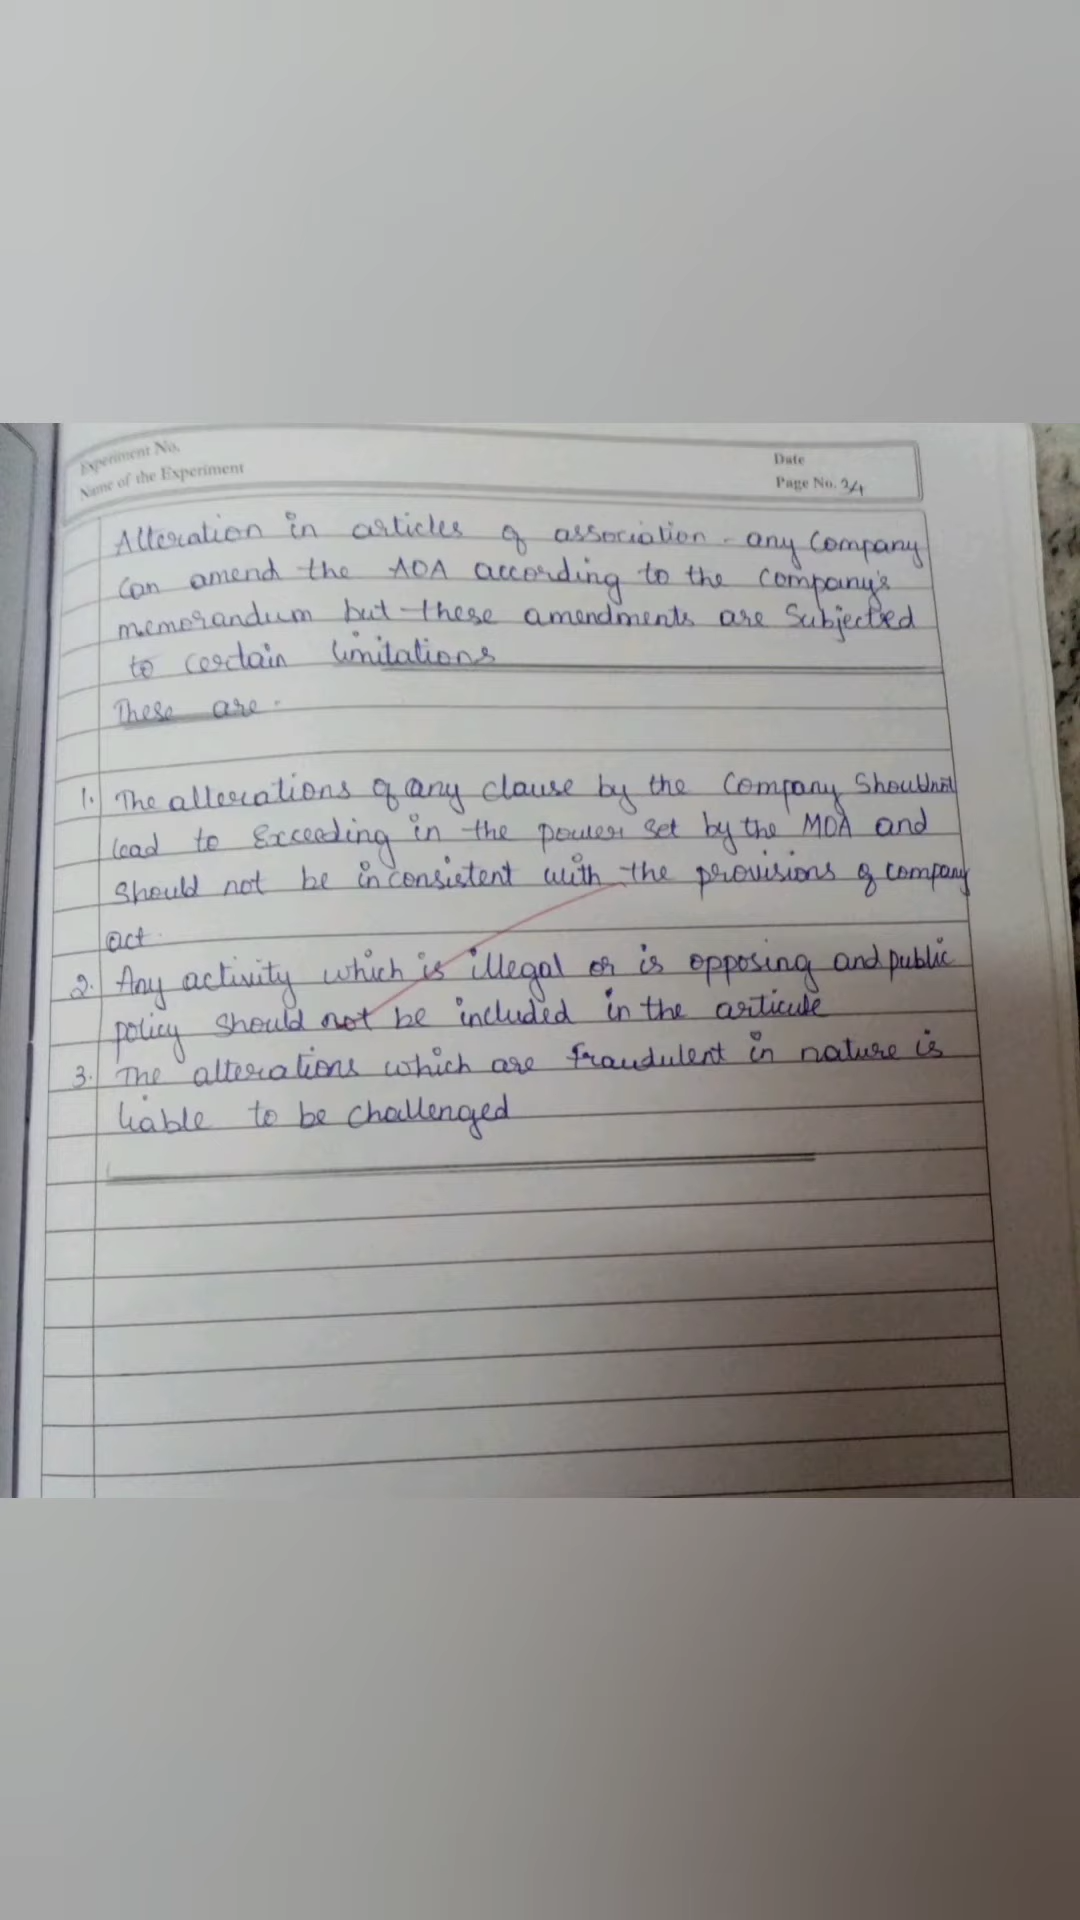 Experiment No.
Date
Name of the Experiment
Page No. 34
Alteration in articles of association - any company
can amend the AOA according to the company's
memorandum but these amendments are Subjected
to certain limitations
These are.
1. The alterations of any clause by the Company Should not
lead to Exceeding in the power set by the MOA and
should not be inconsistent with the provisions of company
act.
2. Any activity which is illegal or is opposing and public
policy should not be included in the
3. The alterations which are fraudulent in nature is
liable to be challenged